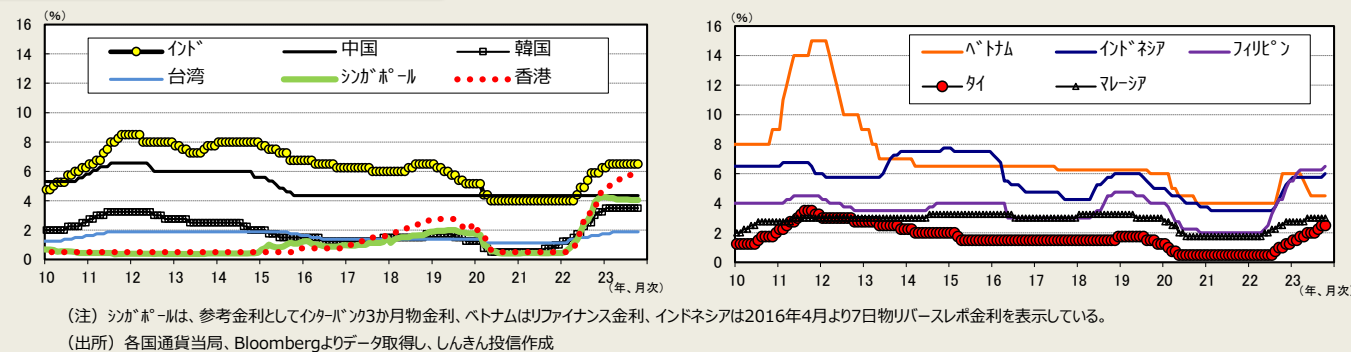 (%)
16
14
12
10
8
6
4
2
0
インド 中国 韓国
台湾 シンガポール 香港
10 11 12 13 14 15 16 17 18 19 20 21 22 23
(年、月次)
(%)
16
14
12
10
8
6
4
2
0
ベトナム インドネシア フィリピン
タイ マレーシア
10 11 12 13 14 15 16 17 18 19 20 21 22 23
(年、月次)
(注)シンガポールは、参考金利としてインターバンク3か月物金利、ベトナムはリファイナンス金利、インドネシアは2016年4月より7日物リバースレポ金利を表示している。
(出所)各国通貨当局、Bloombergよりデータ取得し、しんきん投信作成